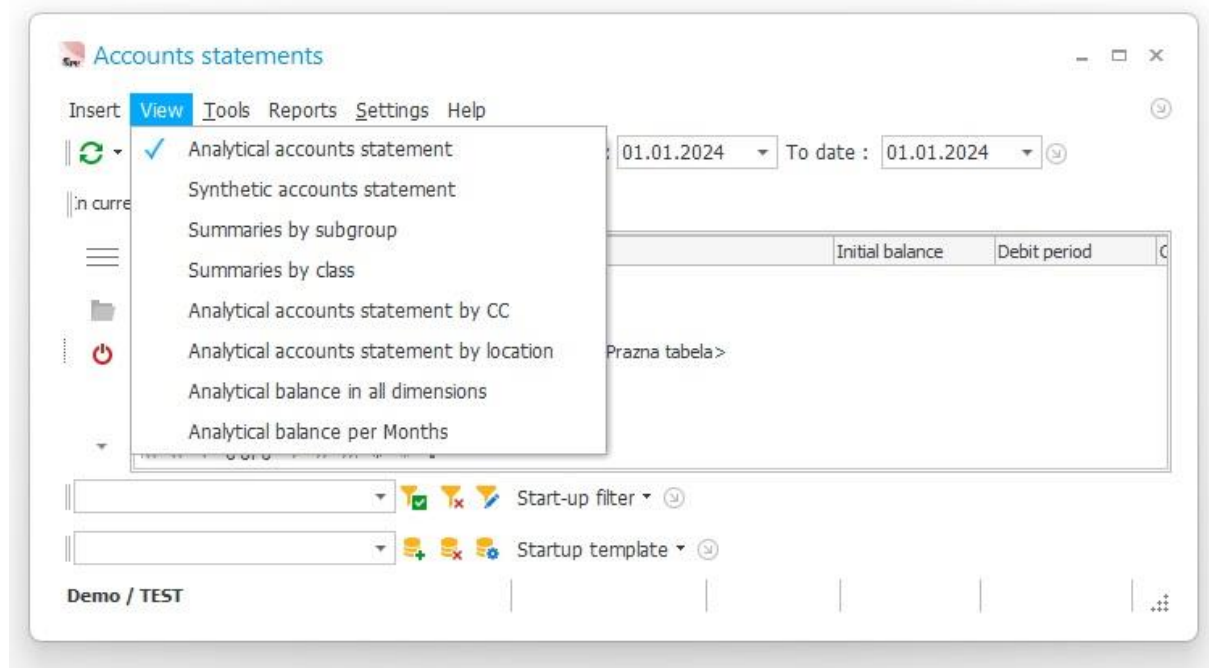 Accounts statements
Insert View Tools Reports Settings Help
Analytical accounts statement
: 01.01.2024 To date : 01.01.2024
Synthetic accounts statement
Summaries by subgroup
Initial balance Debit period
Summaries by class
Analytical accounts statement by CC
Analytical accounts statement by location
Prazna tabela>
Analytical balance in all dimensions
Analytical balance per Months
Start-up filter
Startup template
Demo / TEST